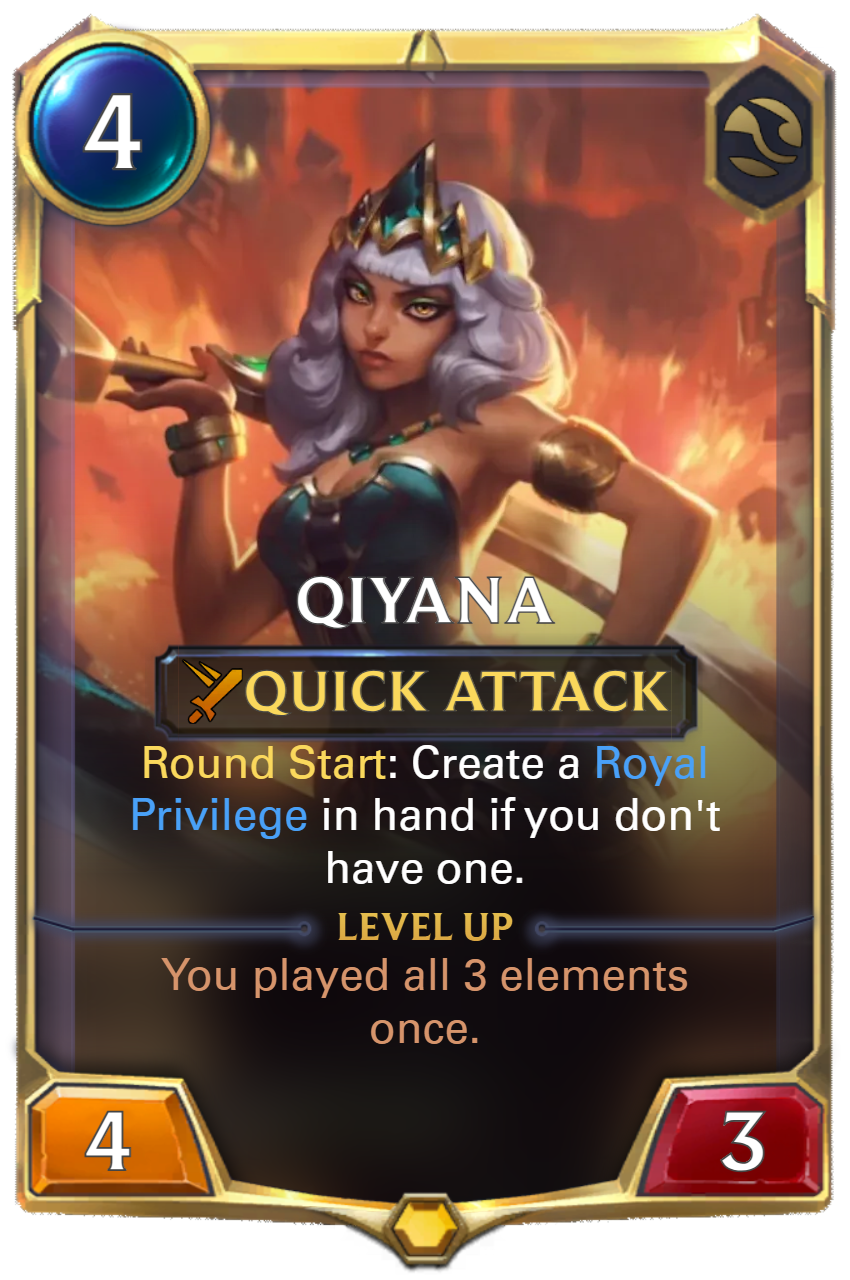 4
QIYANA
QUICK ATTACK
Round Start: Create a Royal
Privilege in hand if you don't
have one.
LEVEL UP
You played all 3 elements
once.
4
3